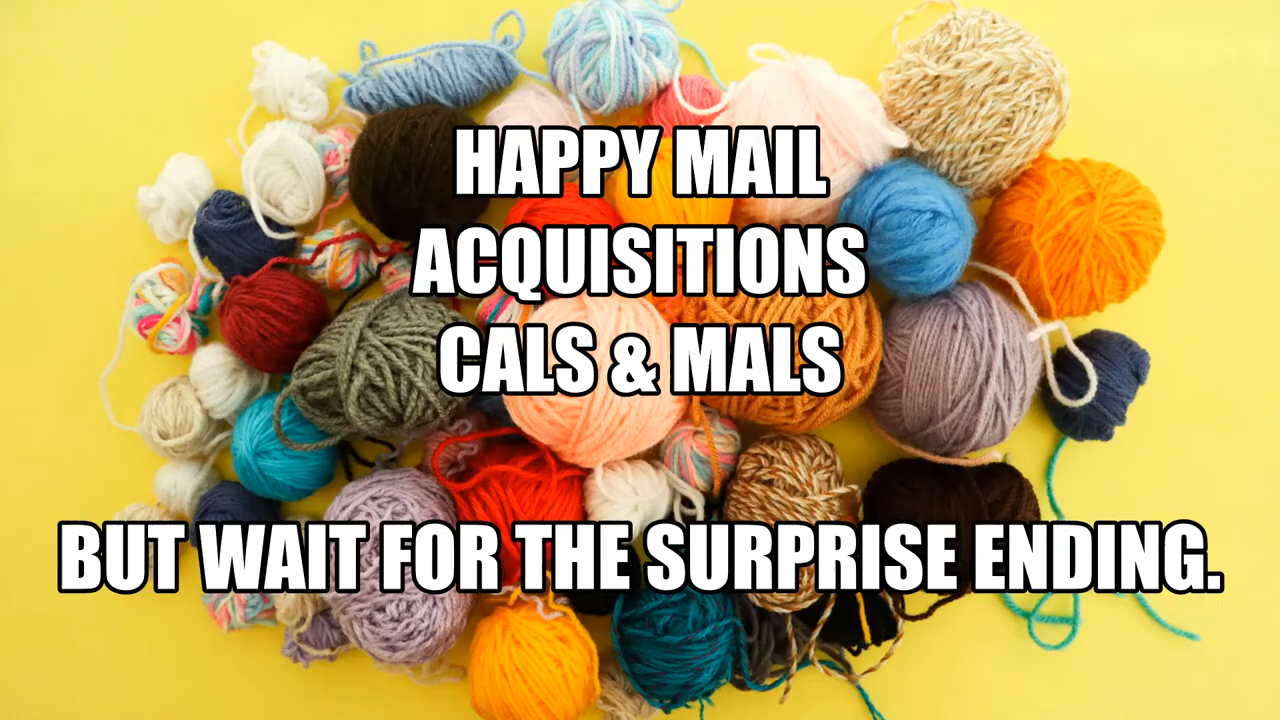 HAPPY MAIL
ACQUISITIONS
CALS & MALS
BUT WAIT FOR THE SURPRISE ENDING.